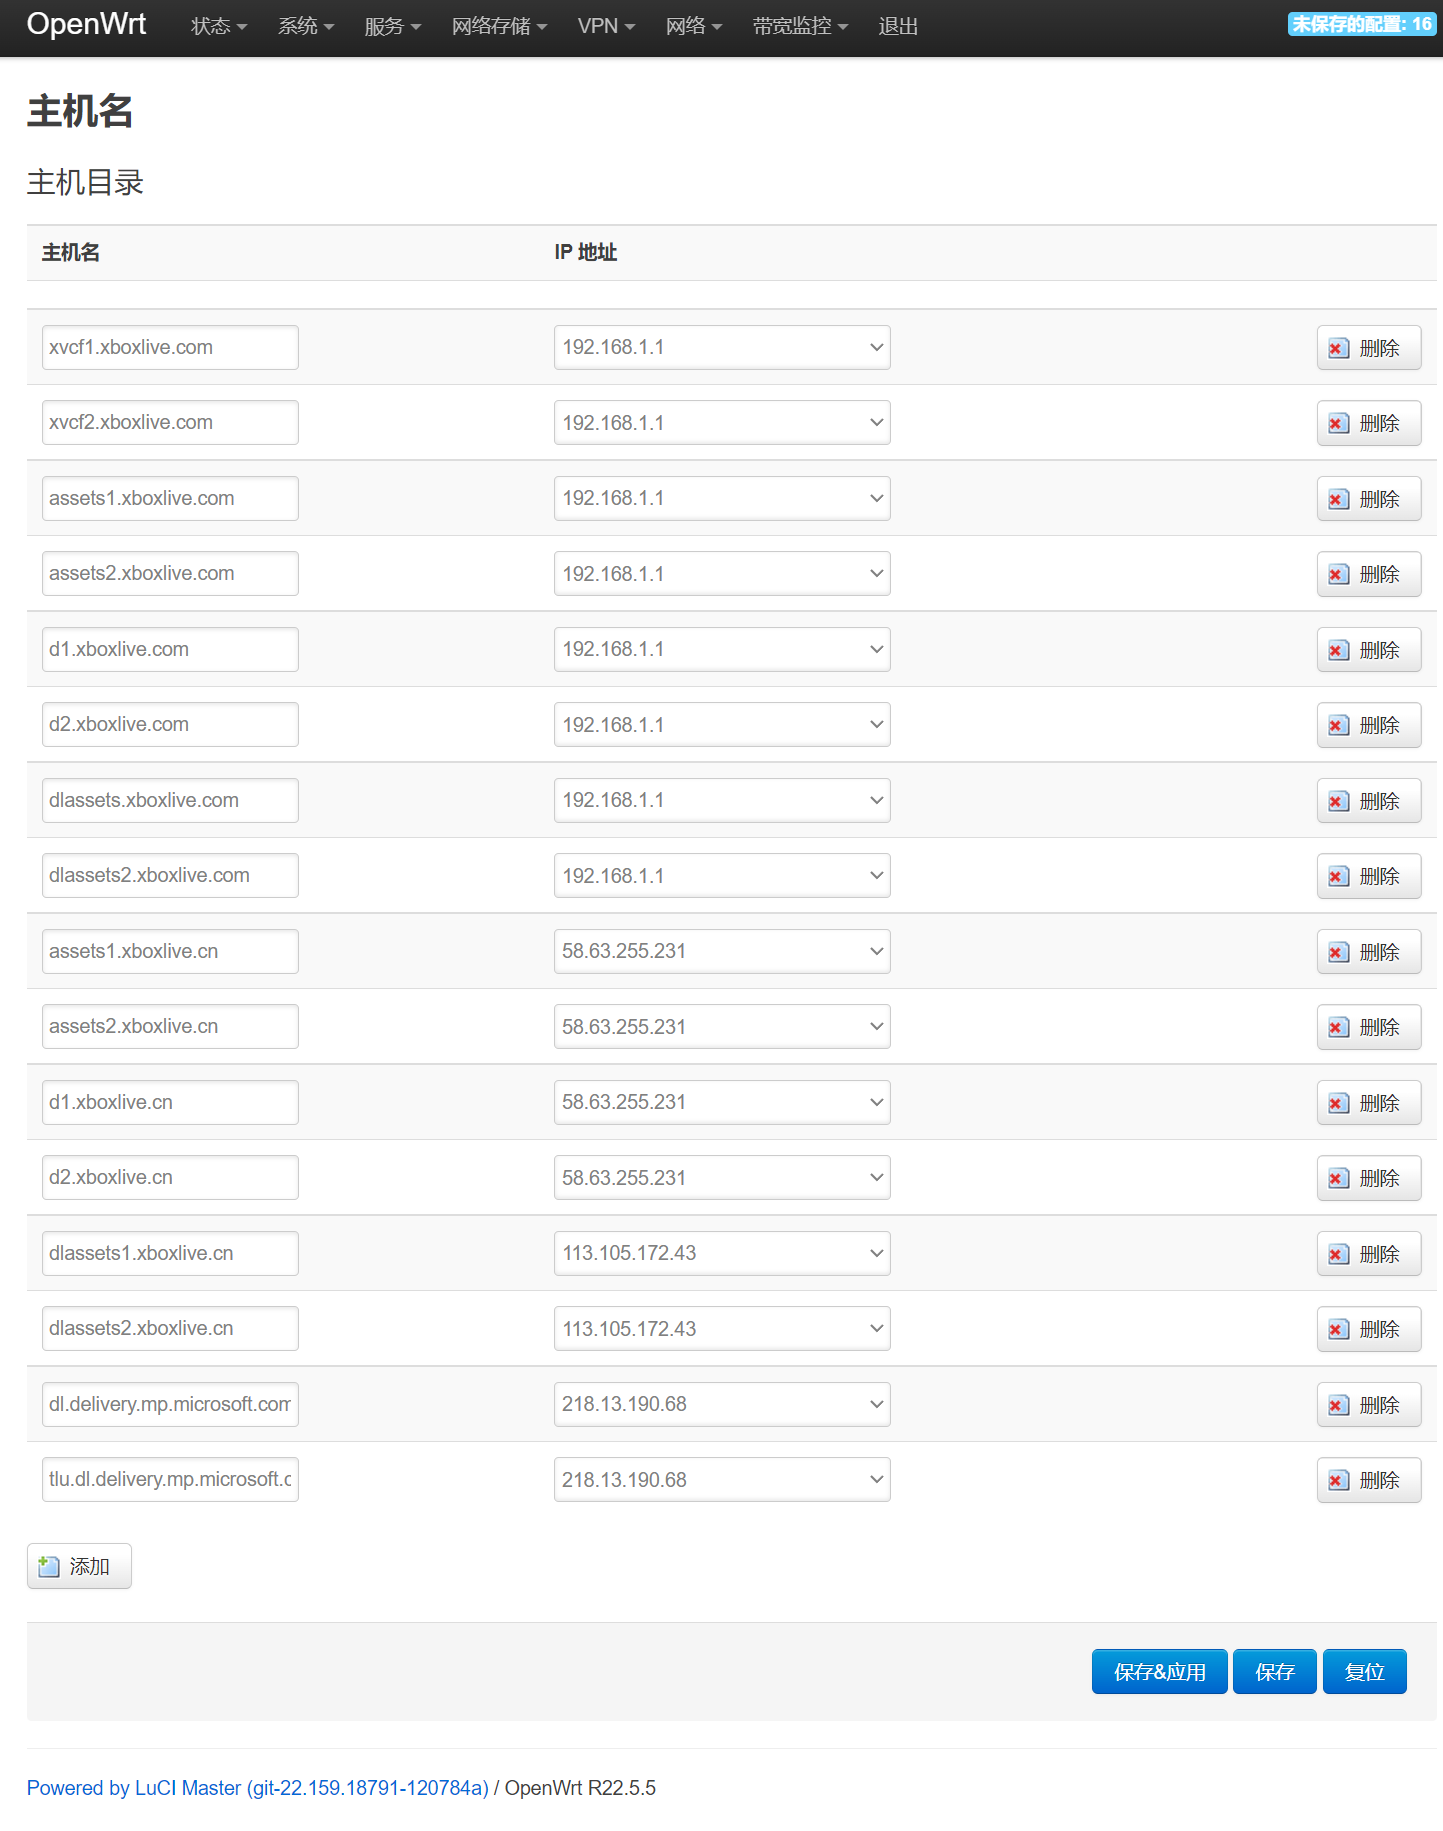 OpenWrt 状态 系统 服务 网络存储 VPN 网络 带宽监控 退出 未保存的配置: 16
主机名
主机目录
主机名 IP 地址
xvcf1.xboxlive.com 192.168.1.1 删除
xvcf2.xboxlive.com 192.168.1.1 删除
assets1.xboxlive.com 192.168.1.1 删除
assets2.xboxlive.com 192.168.1.1 删除
d1.xboxlive.com 192.168.1.1 删除
d2.xboxlive.com 192.168.1.1 删除
dlassets.xboxlive.com 192.168.1.1 删除
dlassets2.xboxlive.com 192.168.1.1 删除
assets1.xboxlive.cn 58.63.255.231 删除
assets2.xboxlive.cn 58.63.255.231 删除
d1.xboxlive.cn 58.63.255.231 删除
d2.xboxlive.cn 58.63.255.231 删除
dlassets1.xboxlive.cn 113.105.172.43 删除
dlassets2.xboxlive.cn 113.105.172.43 删除
dl.delivery.mp.microsoft.com 218.13.190.68 删除
tlu.dl.delivery.mp.microsoft.c 218.13.190.68 删除
添加
保存&应用 保存 复位
Powered by LuCI Master (git-22.159.18791-120784a) / OpenWrt R22.5.5